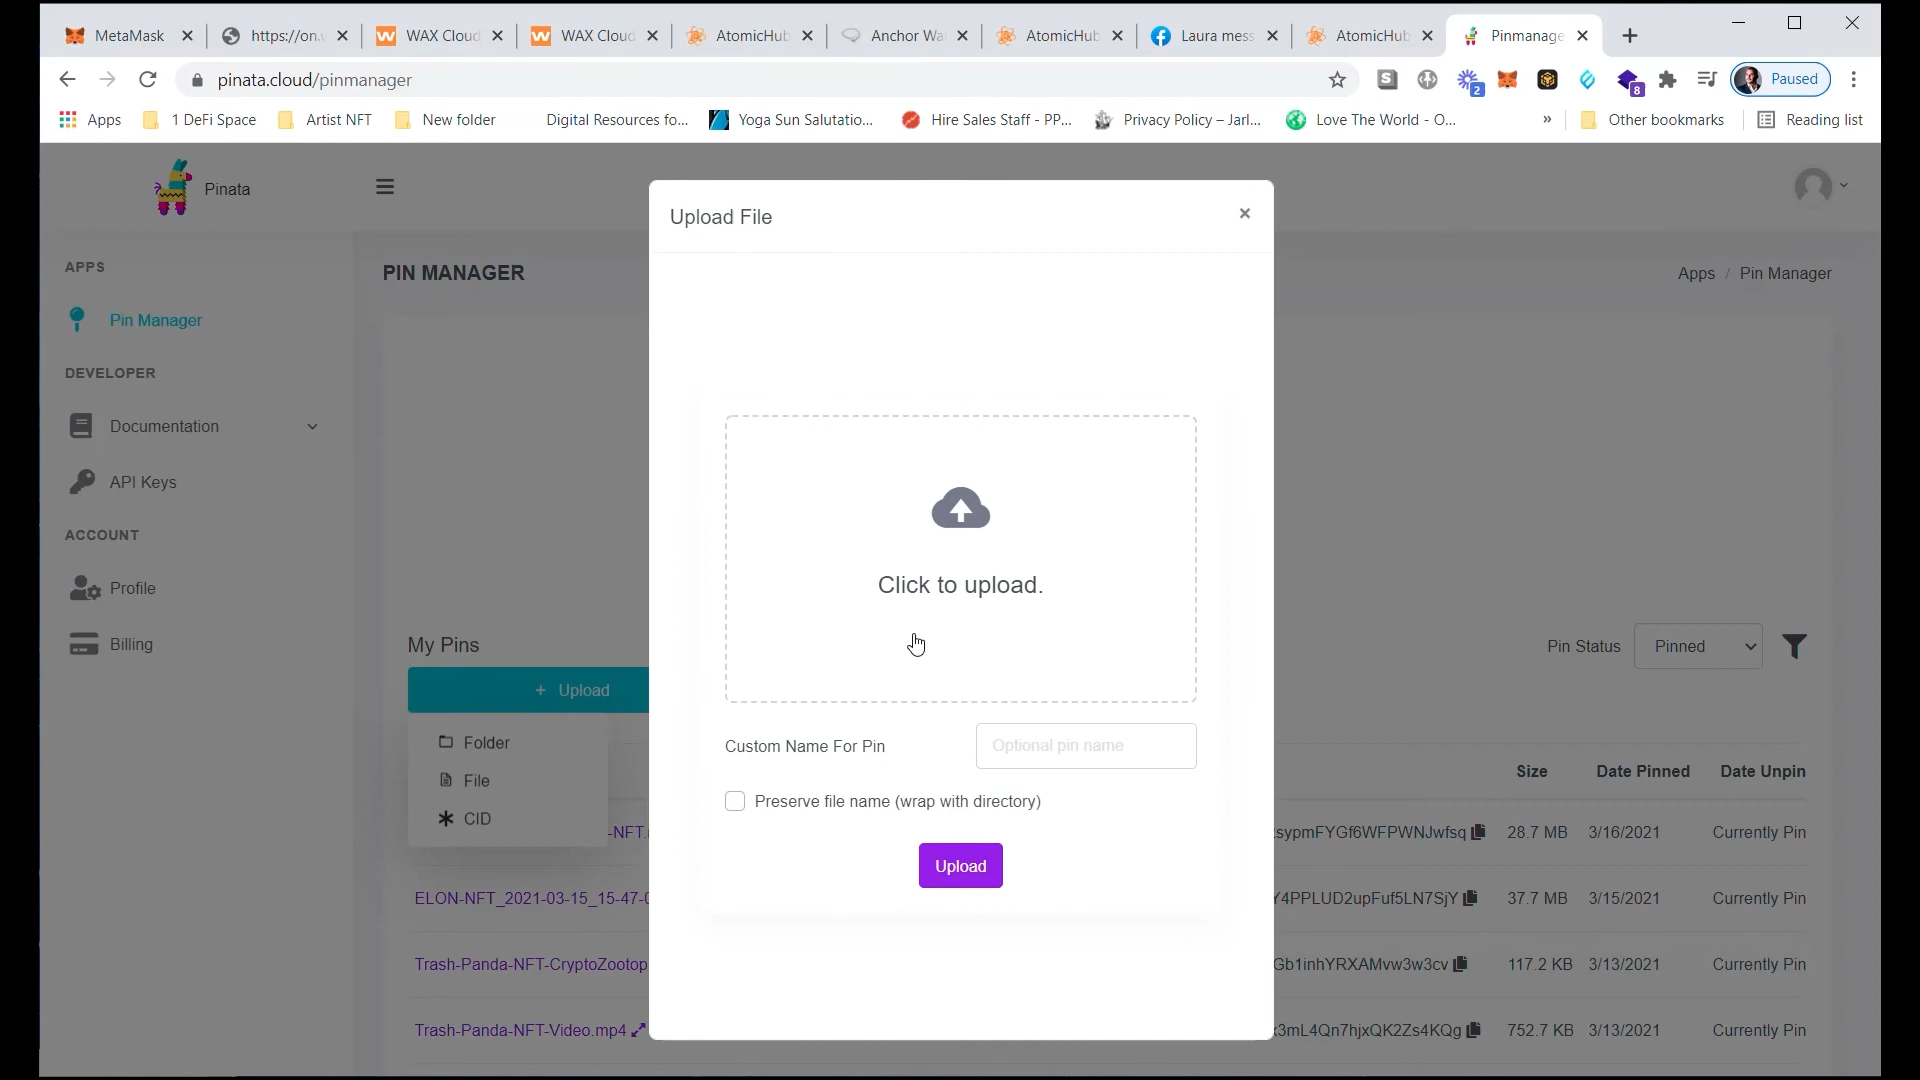 MetaMask
https://on.
WAX Cloud
WAX Cloud
AtomicHub
Anchor Wa
AtomicHub
Laura mess
AtomicHub
Pinmanage
pinata.cloud/pinmanager
2
8
Paused
Apps
1 DeFi Space
Artist NFT
New folder
Digital Resources fo...
Yoga Sun Salutatio...
Hire Sales Staff - PP...
Privacy Policy – Jarl...
Love The World - O...
»
Other bookmarks
Reading list
Pinata
Upload File
×
APPS
PIN MANAGER
Apps / Pin Manager
Pin Manager
DEVELOPER
Documentation
API Keys
ACCOUNT
Profile
Billing
Click to upload.
My Pins
Pin Status
Pinned
+ Upload
Folder
File
CID
Custom Name For Pin
Optional pin name
Preserve file name (wrap with directory)
Upload
Size
Date Pinned
Date Unpin
-NFT.
sypmFYGf6WFPWNJwfsq
28.7 MB
3/16/2021
Currently Pin
ELON-NFT_2021-03-15_15-47-0
Y4PPLUD2upFuf5LN7SjY
37.7 MB
3/15/2021
Currently Pin
Trash-Panda-NFT-CryptoZootop
Gb1inhYRXAMvw3w3cv
117.2 KB
3/13/2021
Currently Pin
Trash-Panda-NFT-Video.mp4
3mL4Qn7hjxQK2Zs4KQg
752.7 KB
3/13/2021
Currently Pin